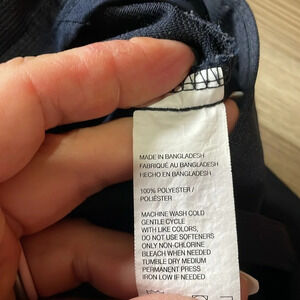 MADE IN BANGLADESH
FABRIQUÉ AU BANGLADESH
HECHO EN BANGLADESH
100% POLYESTER /
POLIÉSTER
MACHINE WASH COLD
GENTLE CYCLE
WITH LIKE COLORS,
DO NOT USE SOFTENERS
ONLY NON-CHLORINE
BLEACH WHEN NEEDED
TUMBLE DRY MEDIUM
PERMANENT PRESS
IRON LOW IF NEEDED